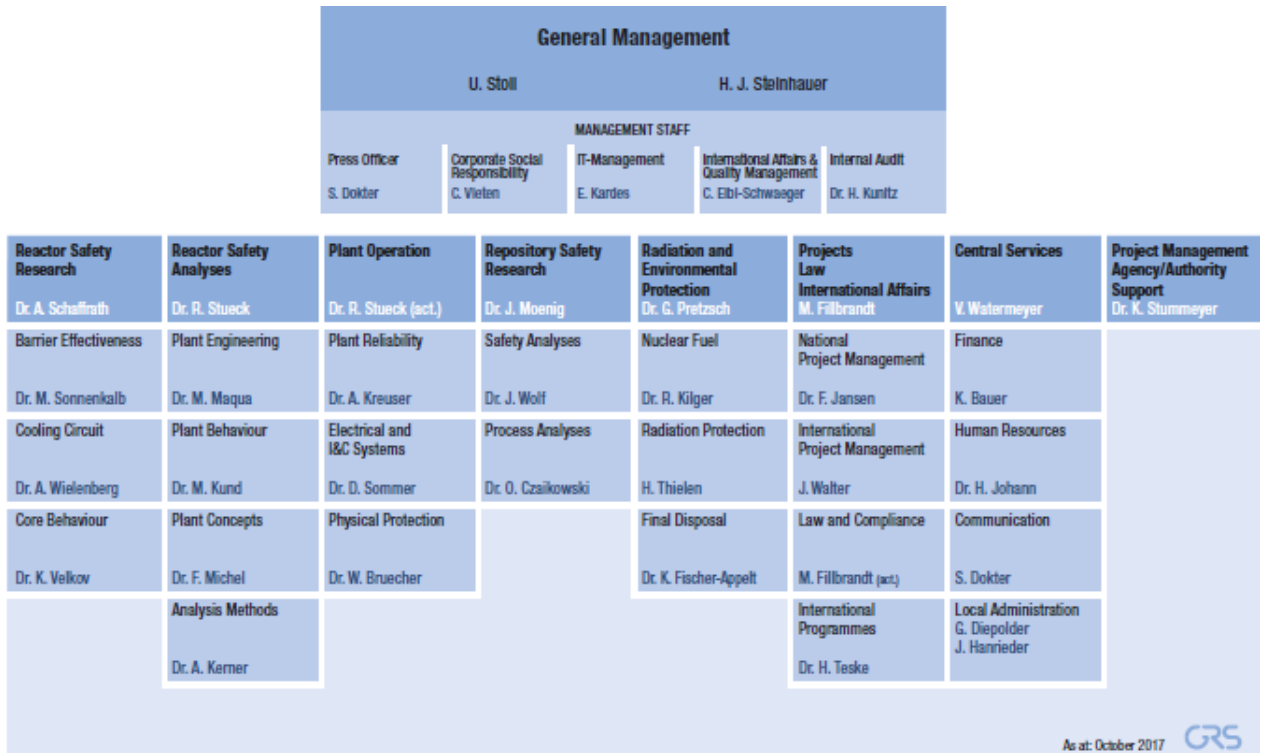 General Management
U. Stoll
H. J. Steinhauer
MANAGEMENT STAFF
Press Officer
S. Dokter
Corporate Social
Responsibility
C. Vieten
IT-Management
E. Kardes
International Affairs &
Quality Management
C. Eibl-Schwaeger
Internal Audit
Dr. H. Kunitz
Reactor Safety
Research
Dr. A. Schaffrath
Reactor Safety
Analyses
Dr. R. Stueck
Plant Operation
Dr. R. Stueck (act.)
Repository Safety
Research
Dr. J. Moenig
Radiation and
Environmental
Protection
Dr. G. Pretzsch
Projects
Law
International Affairs
M. Fillbrandt
Central Services
V. Watermeyer
Project Management
Agency/Authority
Support
Dr. K. Stummeyer
Barrier Effectiveness
Dr. M. Sonnenkalb
Plant Engineering
Dr. M. Maqua
Plant Reliability
Dr. A. Kreuser
Safety Analyses
Dr. J. Wolf
Nuclear Fuel
Dr. R. Kilger
National
Project Management
Dr. F. Jansen
Finance
K. Bauer
Cooling Circuit
Dr. A. Wielenberg
Plant Behaviour
Dr. M. Kund
Electrical and
I&C Systems
Dr. D. Sommer
Process Analyses
Dr. O. Czaikowski
Radiation Protection
H. Thielen
International
Project Management
J. Walter
Human Resources
Dr. H. Johann
Core Behaviour
Dr. K. Velkov
Plant Concepts
Dr. F. Michel
Physical Protection
Dr. W. Bruecher
Final Disposal
Dr. K. Fischer-Appelt
Law and Compliance
M. Fillbrandt (act.)
Communication
S. Dokter
Analysis Methods
Dr. A. Kerner
International
Programmes
Dr. H. Teske
Local Administration
G. Diepolder
J. Hanrieder
As at: October 2017
GRS